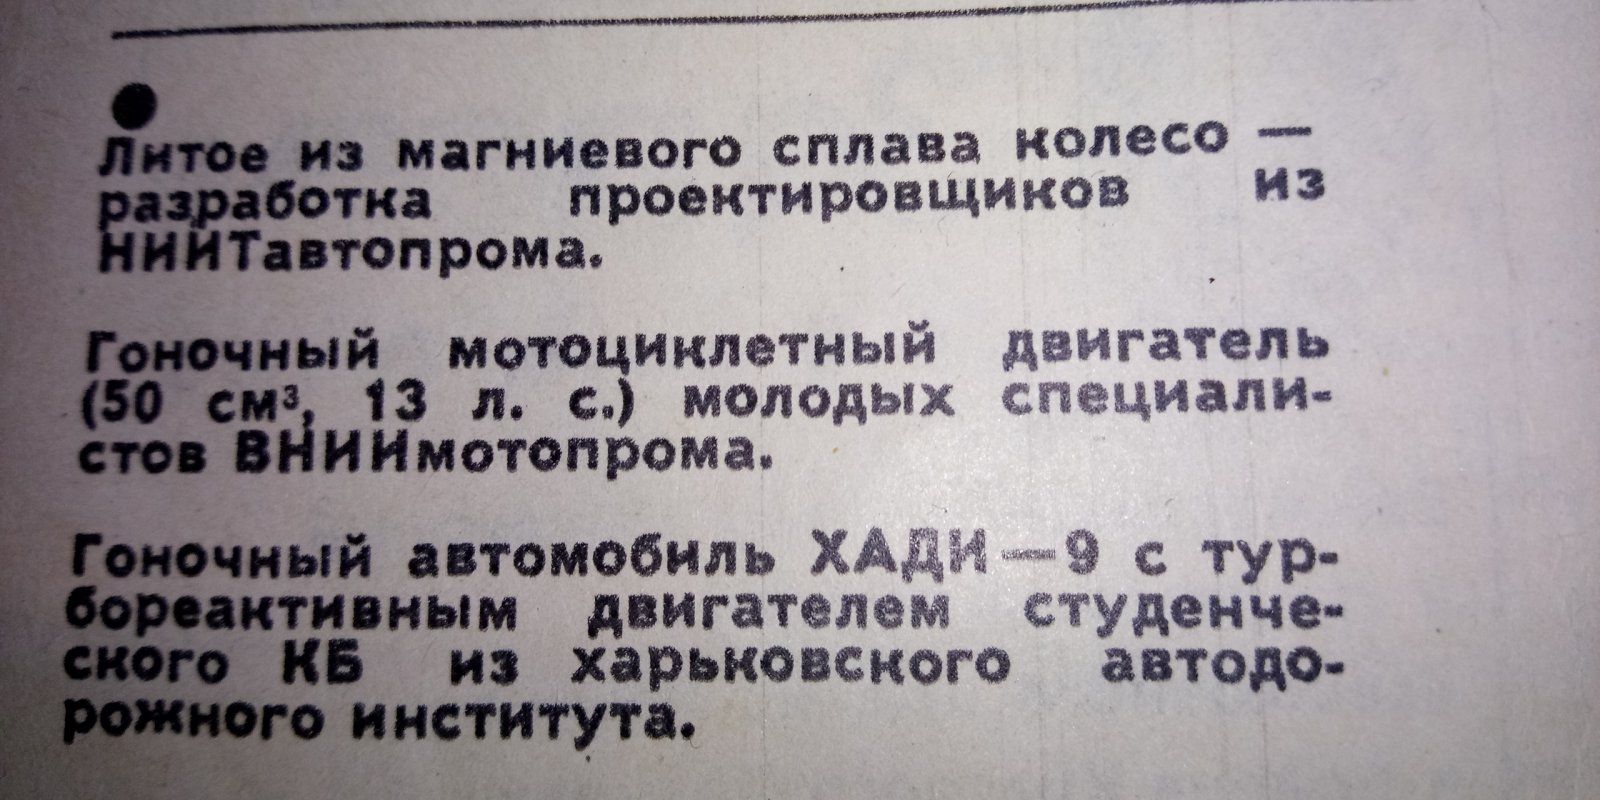 Литое из магниевого сплава колесо —
разработка проектировщиков из
НИИТавтопрома.
Гоночный мотоциклетный двигатель
(50 см³, 13 л. с.) молодых специали-
стов ВНИИмотопрома.
Гоночный автомобиль ХАДИ—9 с тур-
бореактивным двигателем студенче-
ского КБ из харьковского автодо-
рожного института.